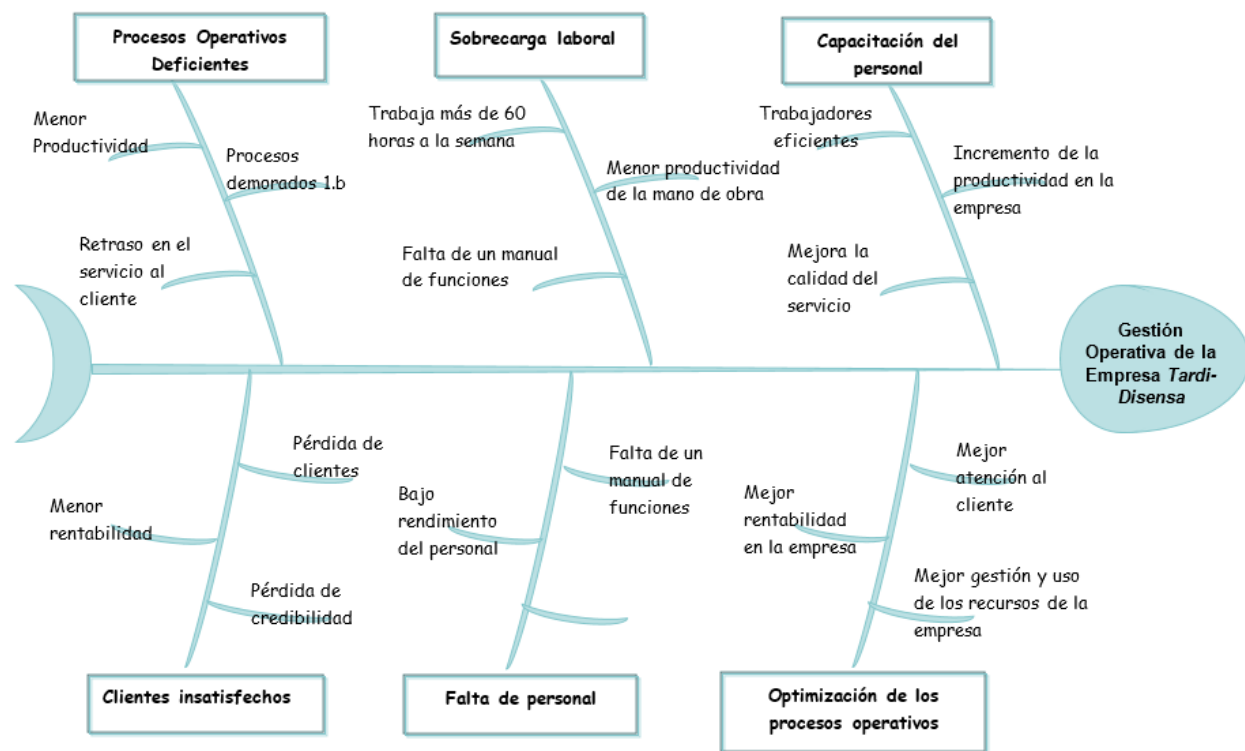 Procesos Operativos
Deficientes
Sobrecarga laboral
Capacitación del
personal
Menor
Productividad
Procesos
demorados 1.b
Retraso en el
servicio al
cliente
Trabaja más de 60
horas a la semana
Menor productividad
de la mano de obra
Falta de un manual
de funciones
Trabajadores
eficientes
Incremento de la
productividad en la
empresa
Mejora la
calidad del
servicio
Gestión
Operativa de la
Empresa Tardi-
Disensa
Pérdida de
clientes
Menor
rentabilidad
Pérdida de
credibilidad
Falta de un
manual de
funciones
Bajo
rendimiento
del personal
Mejor
atención al
cliente
Mejor
rentabilidad
en la empresa
Mejor gestión y uso
de los recursos de la
empresa
Clientes insatisfechos
Falta de personal
Optimización de los
procesos operativos